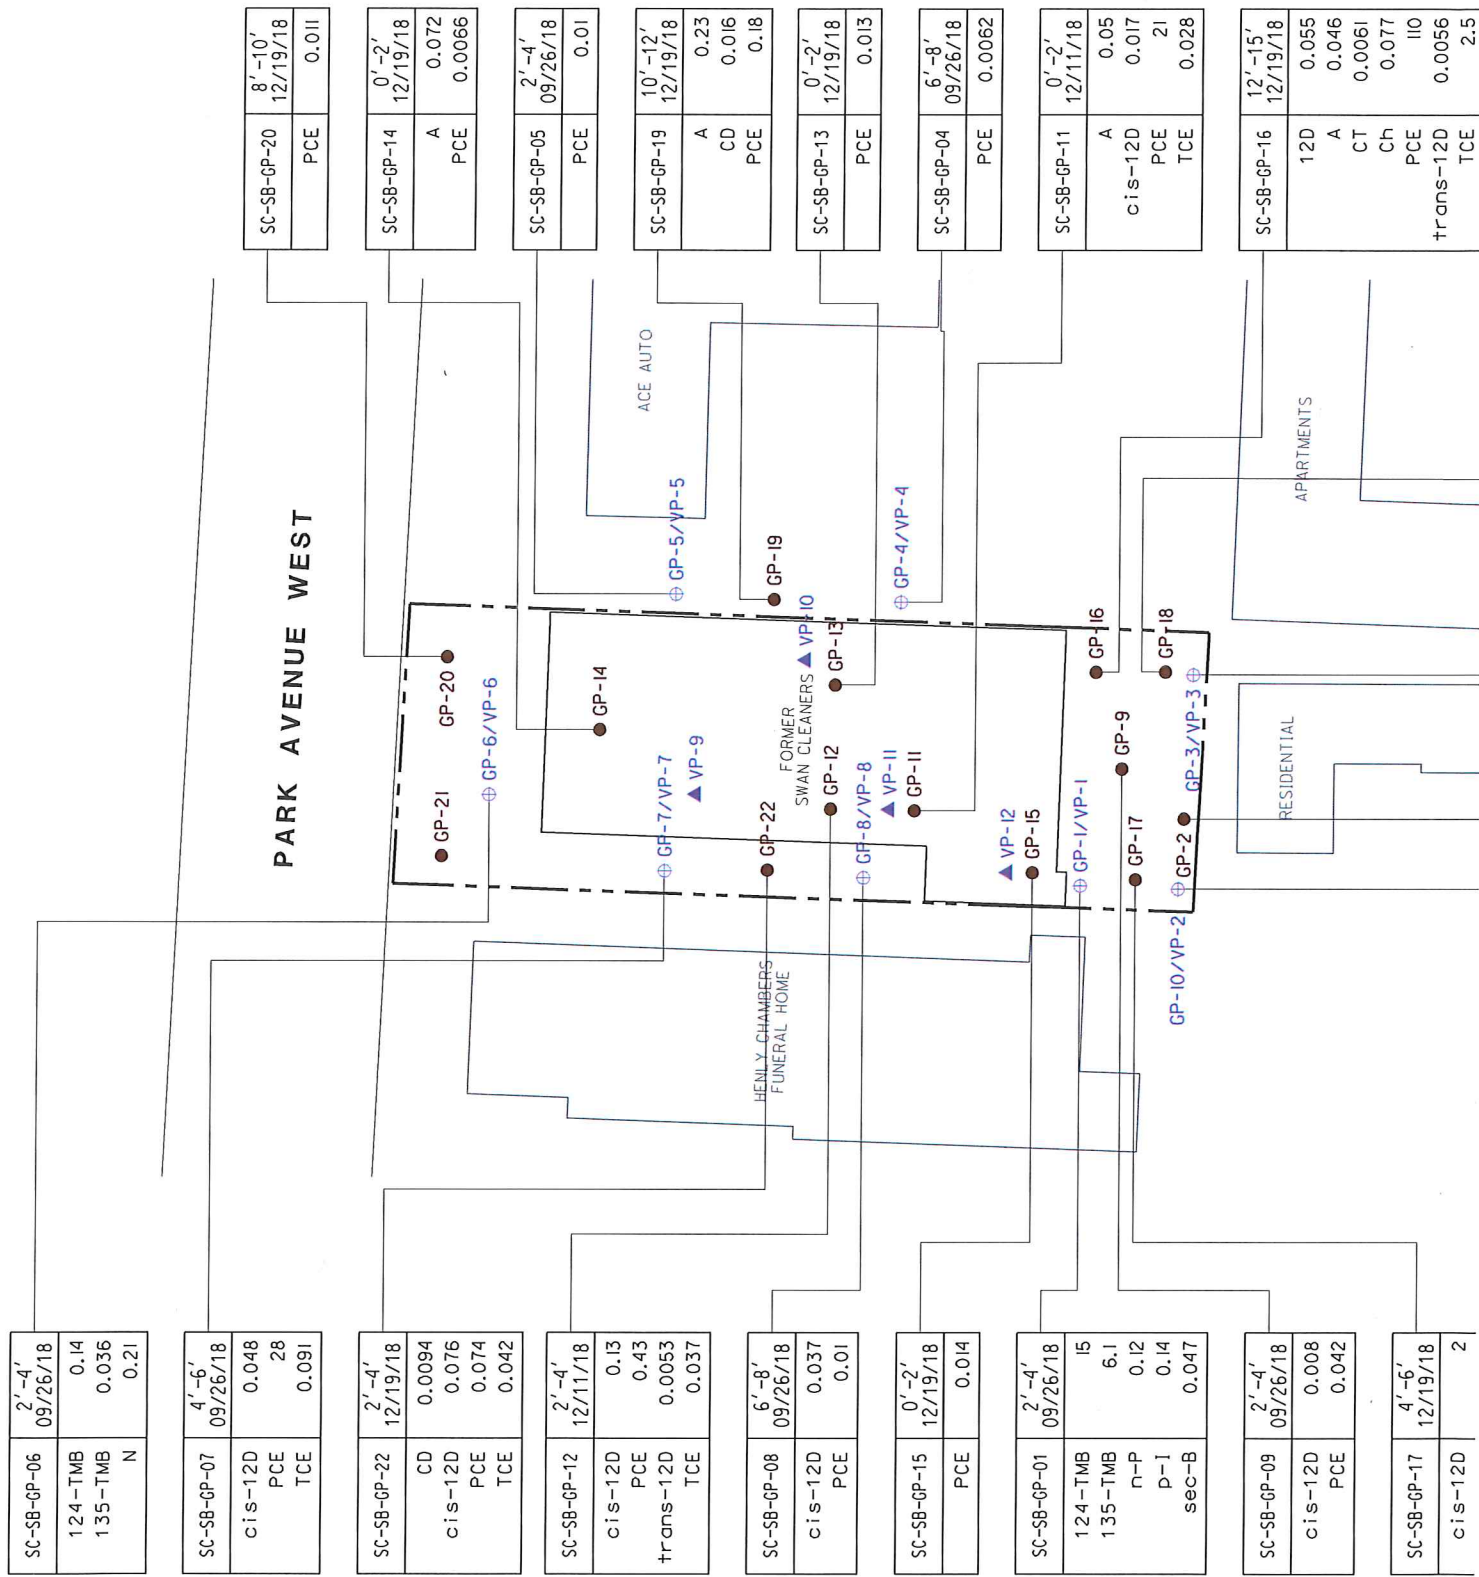 SC-SB-GP-20 8'-10' 12/19/18
PCE 0.011
SC-SB-GP-14 0'-2' 12/19/18
A 0.072
PCE 0.0066
SC-SB-GP-05 2'-4' 09/26/18
PCE 0.01
SC-SB-GP-19 10'-12' 12/19/18
A 0.23
CD 0.016
PCE 0.18
SC-SB-GP-13 0'-2' 12/19/18
PCE 0.013
SC-SB-GP-04 6'-8' 09/26/18
PCE 0.0062
SC-SB-GP-11 0'-2' 12/11/18
A 0.05
cis-12D 0.017
PCE 21
TCE 0.028
SC-SB-GP-16 12'-15' 12/19/18
12D 0.055
A 0.046
CT 0.0061
Ch 0.077
PCE 110
trans-12D 0.0056
TCE 2.5
PARK AVENUE WEST
ACE AUTO
APARTMENTS
RESIDENTIAL
HENLY CHAMBERS
FUNERAL HOME
FORMER
SWAN CLEANERS
GP-20
GP-21
GP-6/VP-6
GP-14
GP-5/VP-5
GP-7/VP-7
VP-9
GP-19
GP-22
VP-10
GP-13
GP-12
GP-8/VP-8
GP-4/VP-4
VP-11
GP-11
VP-12
GP-15
GP-1/VP-1
GP-16
GP-9
GP-17
GP-18
GP-2
GP-3/VP-3
GP-10/VP-2
SC-SB-GP-06 2'-4' 09/26/18
124-TMB 0.14
135-TMB 0.036
N 0.21
SC-SB-GP-07 4'-6' 09/26/18
cis-12D 0.048
PCE 28
TCE 0.091
SC-SB-GP-22 2'-4' 12/19/18
CD 0.0094
cis-12D 0.076
PCE 0.074
TCE 0.042
SC-SB-GP-12 2'-4' 12/11/18
cis-12D 0.13
PCE 0.43
trans-12D 0.0053
TCE 0.037
SC-SB-GP-08 6'-8' 09/26/18
cis-12D 0.037
PCE 0.01
SC-SB-GP-15 0'-2' 12/19/18
PCE 0.014
SC-SB-GP-01 2'-4' 09/26/18
124-TMB 15
135-TMB 6.1
n-P 0.12
p-I 0.14
sec-B 0.047
SC-SB-GP-09 2'-4' 09/26/18
cis-12D 0.008
PCE 0.042
SC-SB-GP-17 4'-6' 12/19/18
cis-12D 2